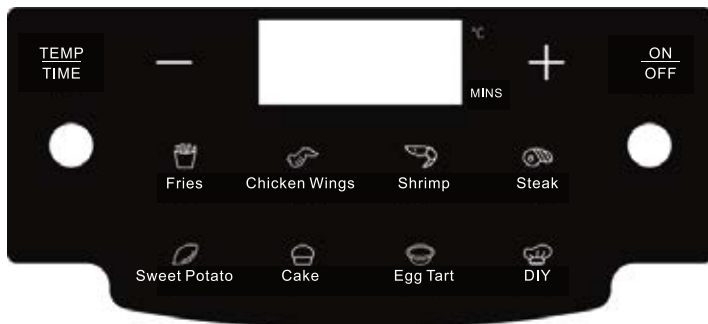 TEMP
TIME
℃
MINS
ON
OFF
Fries Chicken Wings Shrimp Steak
Sweet Potato Cake Egg Tart DIY